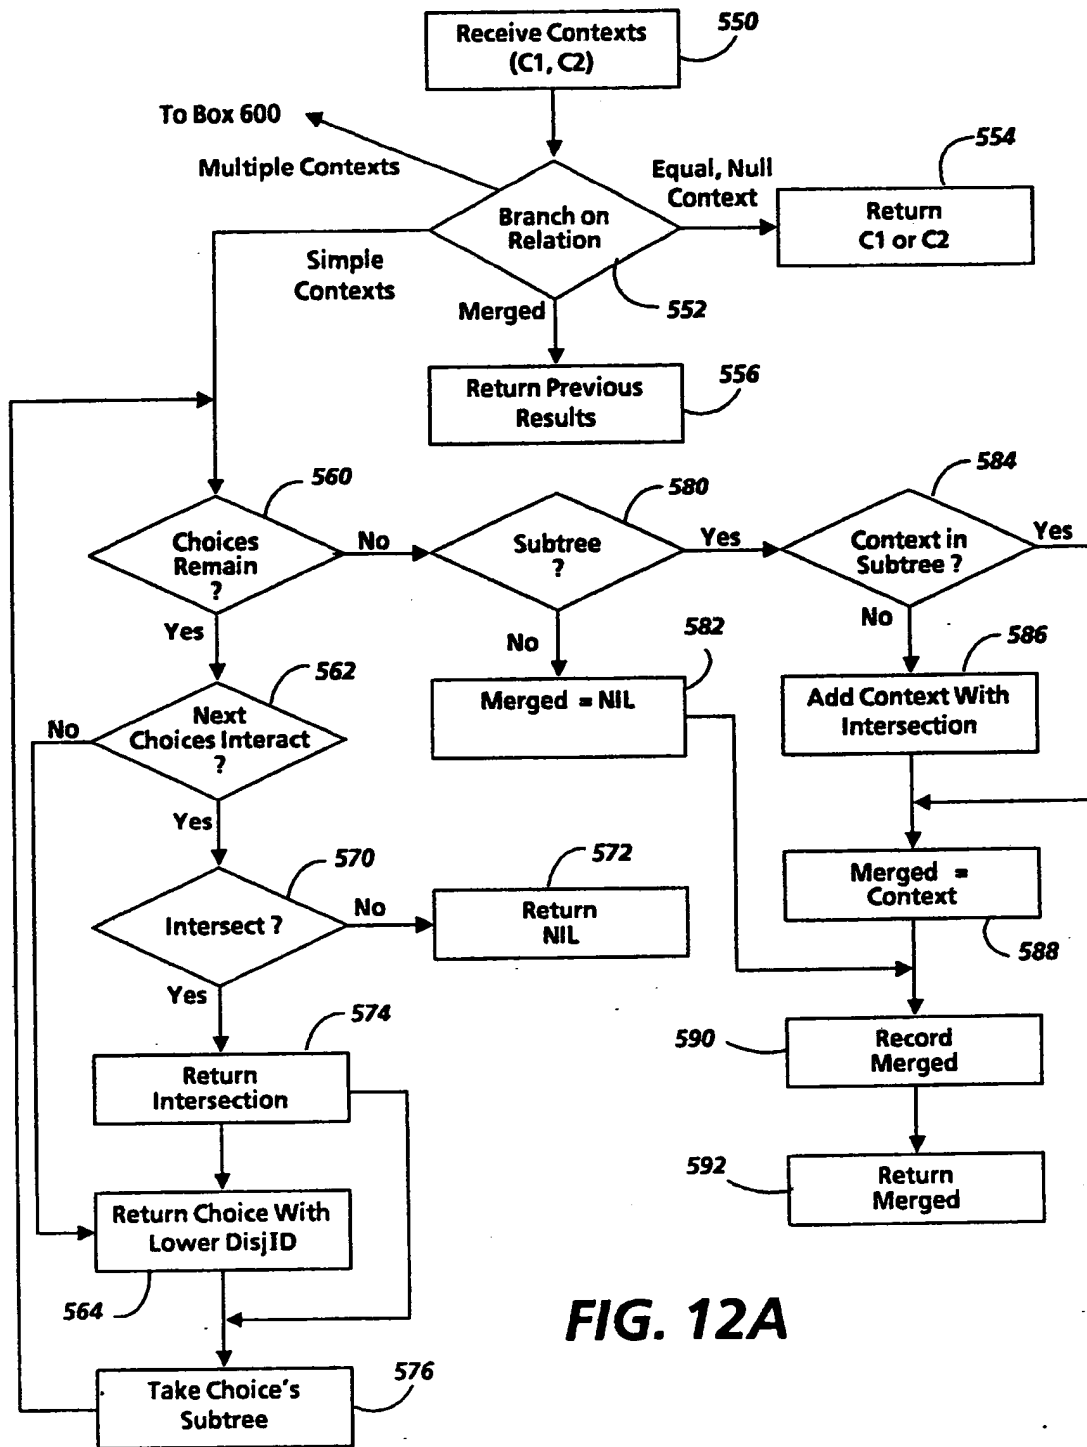 Receive Contexts
(C1, C2)
550
To Box 600
Multiple Contexts
Equal, Null
Context
554
Branch on
Relation
Return
C1 or C2
Simple
Contexts
552
Merged
Return Previous
Results
556
560
580
584
Choices
Remain
?
No
Subtree
?
Yes
Context in
Subtree ?
Yes
Yes
No
No
582
586
562
Merged = NIL
Add Context With
Intersection
No
Next
Choices Interact
?
Yes
570
572
Merged =
Context
Intersect ?
No
Return
NIL
588
Yes
574
590
Record
Merged
Return
Intersection
592
Return
Merged
Return Choice With
Lower DisjID
564
FIG. 12A
Take Choice's
Subtree
576